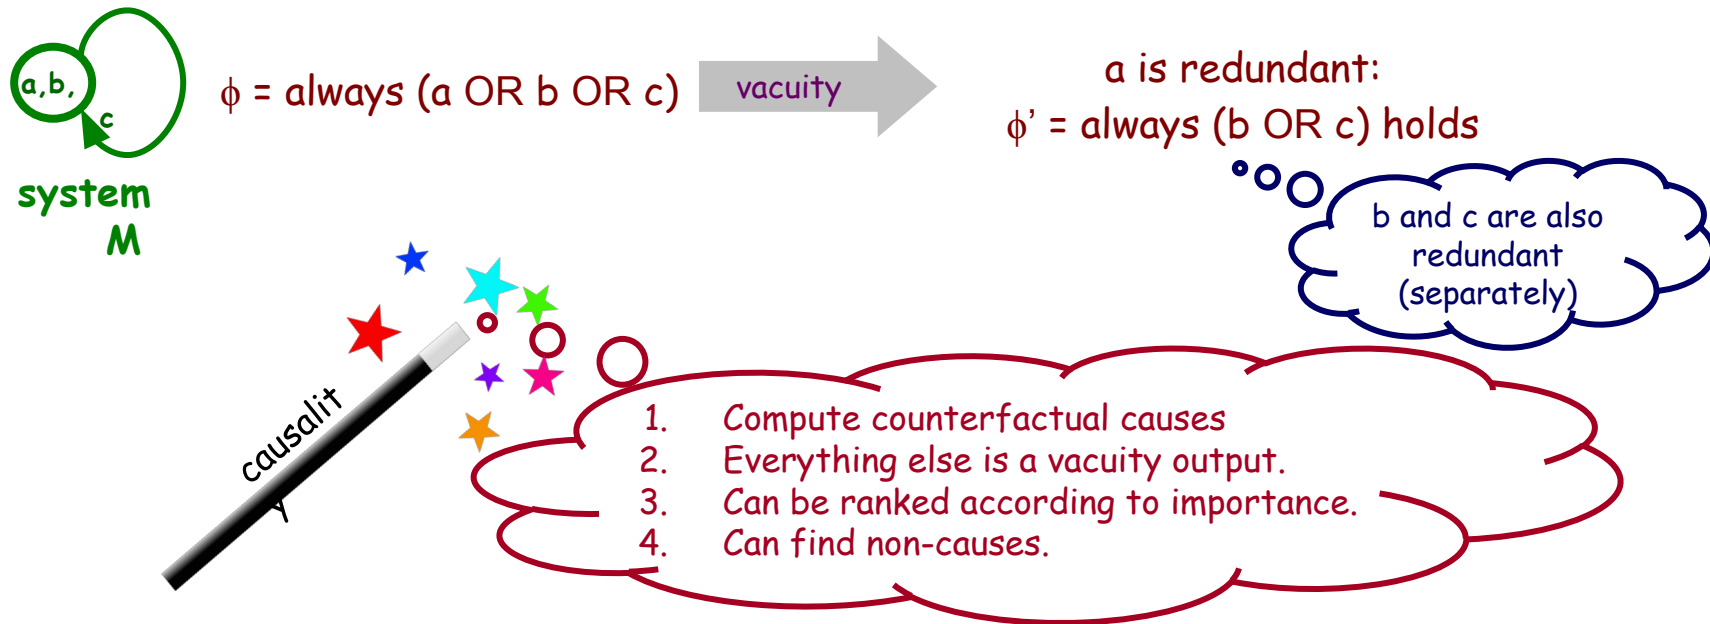 a,b,
c
system
M
ϕ = always (a OR b OR c)
vacuity
a is redundant:
ϕ' = always (b OR c) holds
b and c are also
redundant
(separately)
causalit
y
1. Compute counterfactual causes
2. Everything else is a vacuity output.
3. Can be ranked according to importance.
4. Can find non-causes.